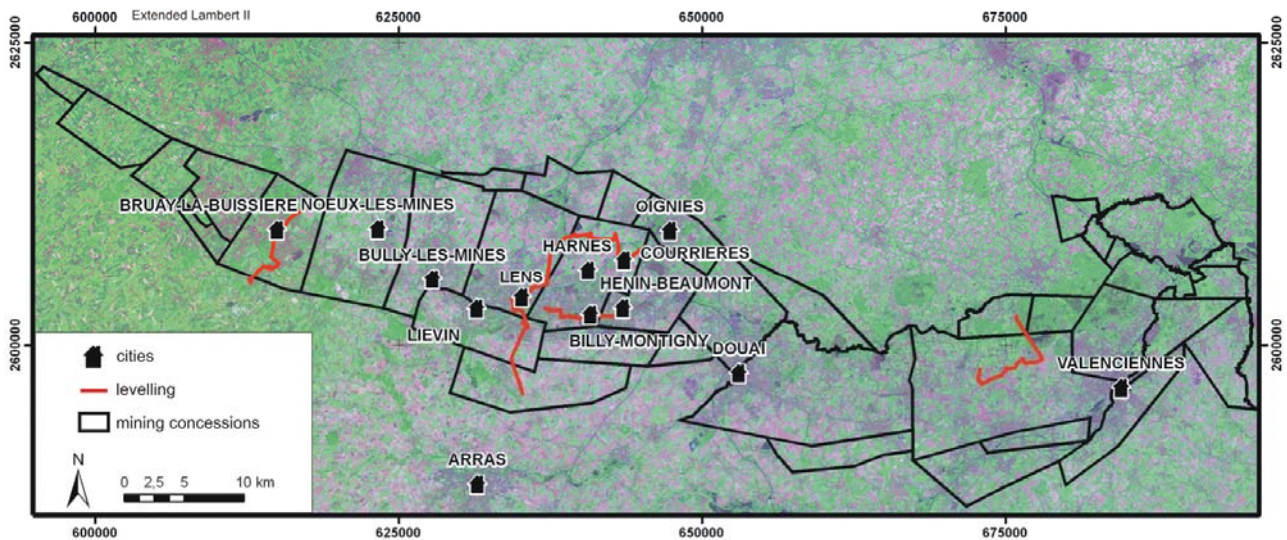 600000 Extended Lambert II 625000 650000 675000
2625000 2625000
BRUAY-LA-BUISSIERE NOEUX-LES-MINES OIGNIES
HARNES COURRIERES
BULLY-LES-MINES LENS HENIN-BEAUMONT
LIEVIN BILLY-MONTIGNY
2600000 2600000
DOUAI VALENCIENNES
cities
levelling
mining concessions
ARRAS
N
0 2,5 5 10 km
600000 625000 650000 675000